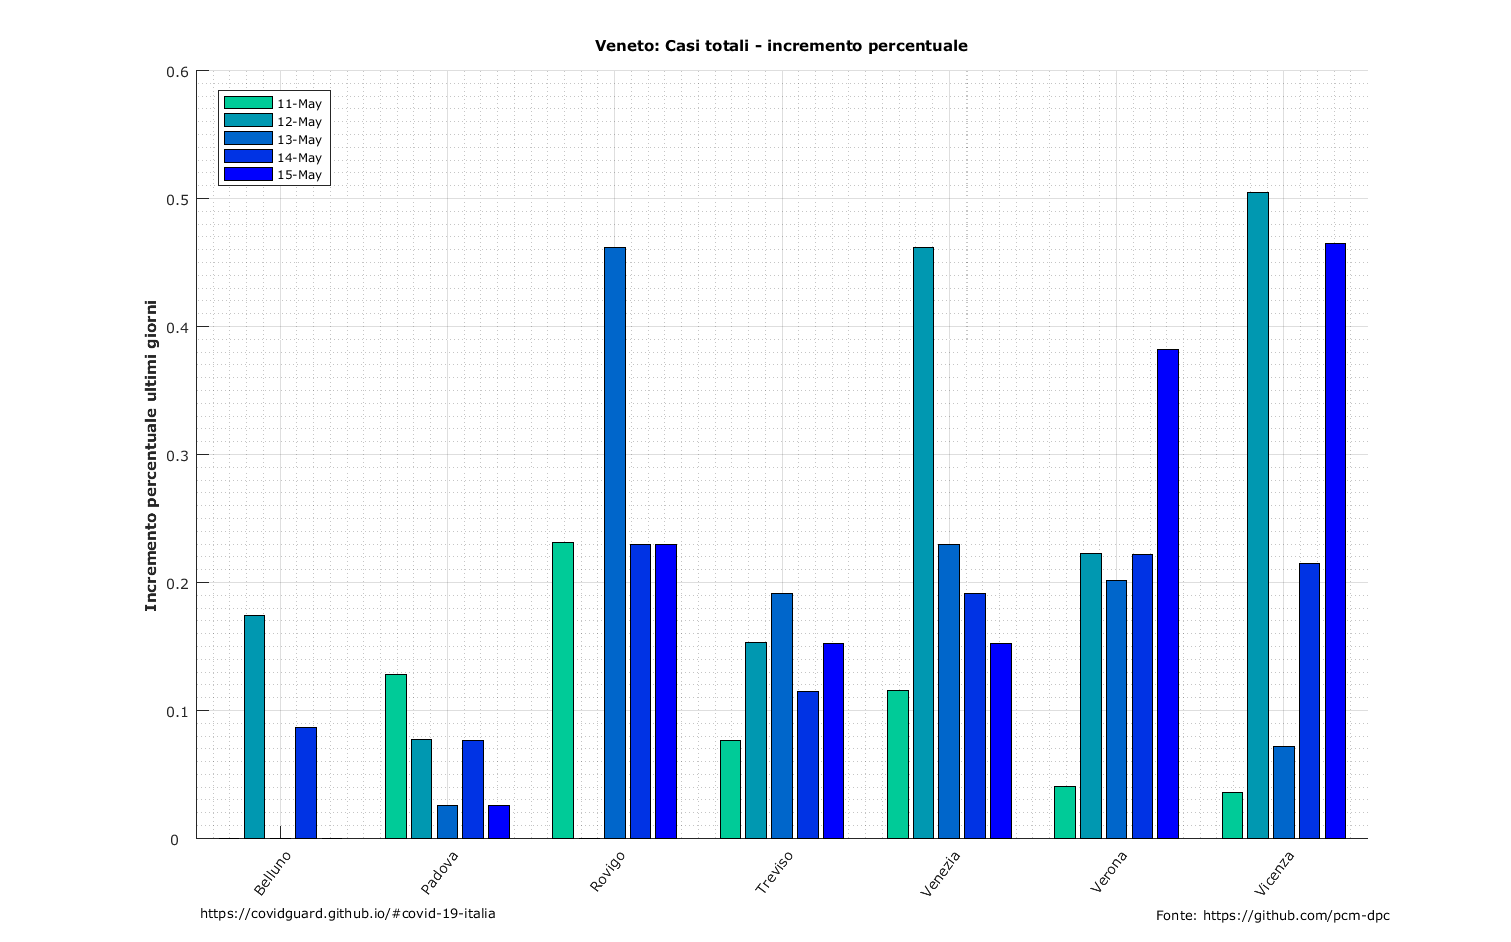 Veneto: Casi totali - incremento percentuale
0.6
0.5
0.4
0.3
0.2
0.1
0
Incremento percentuale ultimi giorni
11-May
12-May
13-May
14-May
15-May
Belluno
Padova
Rovigo
Treviso
Venezia
Verona
Vicenza
https://covidguard.github.io/#covid-19-italia
Fonte: https://github.com/pcm-dpc